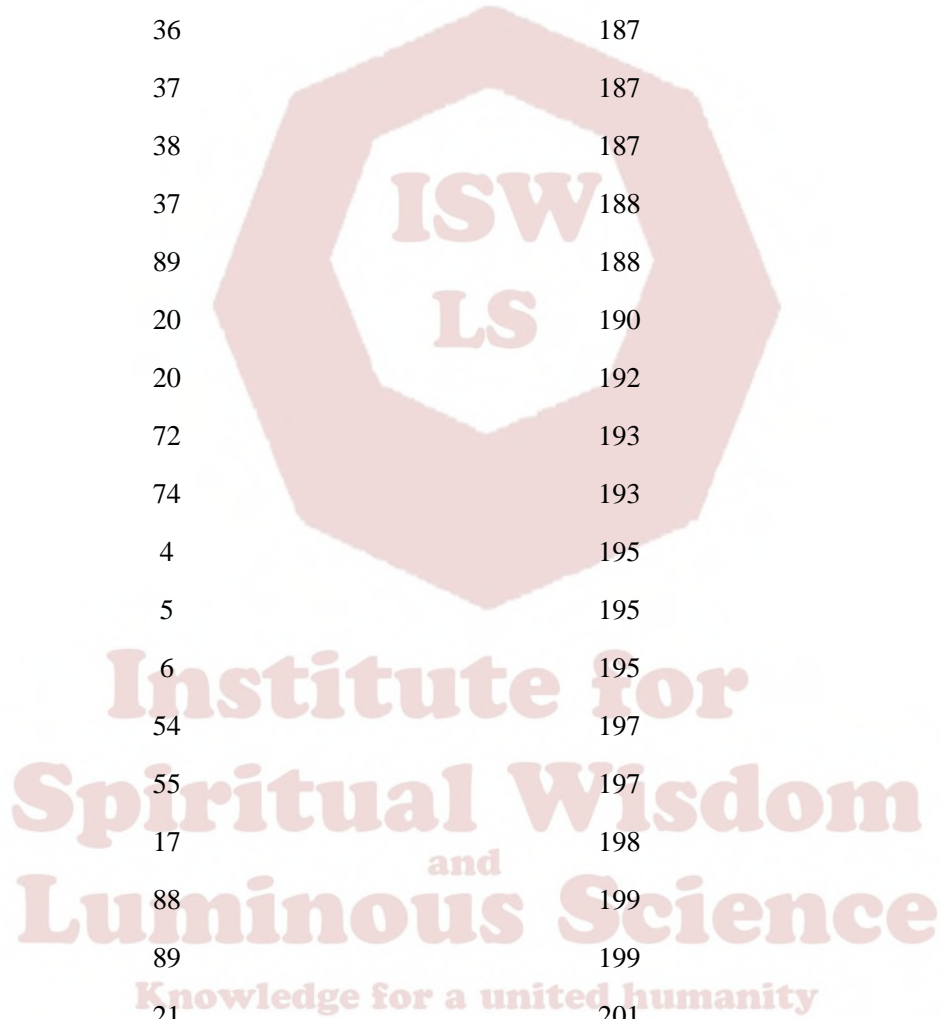 36 187
37 187
38 187
37 188
89 188
20 190
20 192
72 193
74 193
4 195
5 195
6 195
54 197
55 197
17 198
88 199
89 199
21 201
ISW
LS
Institute for
Spiritual Wisdom
and
Luminous Science
Knowledge for a united humanity